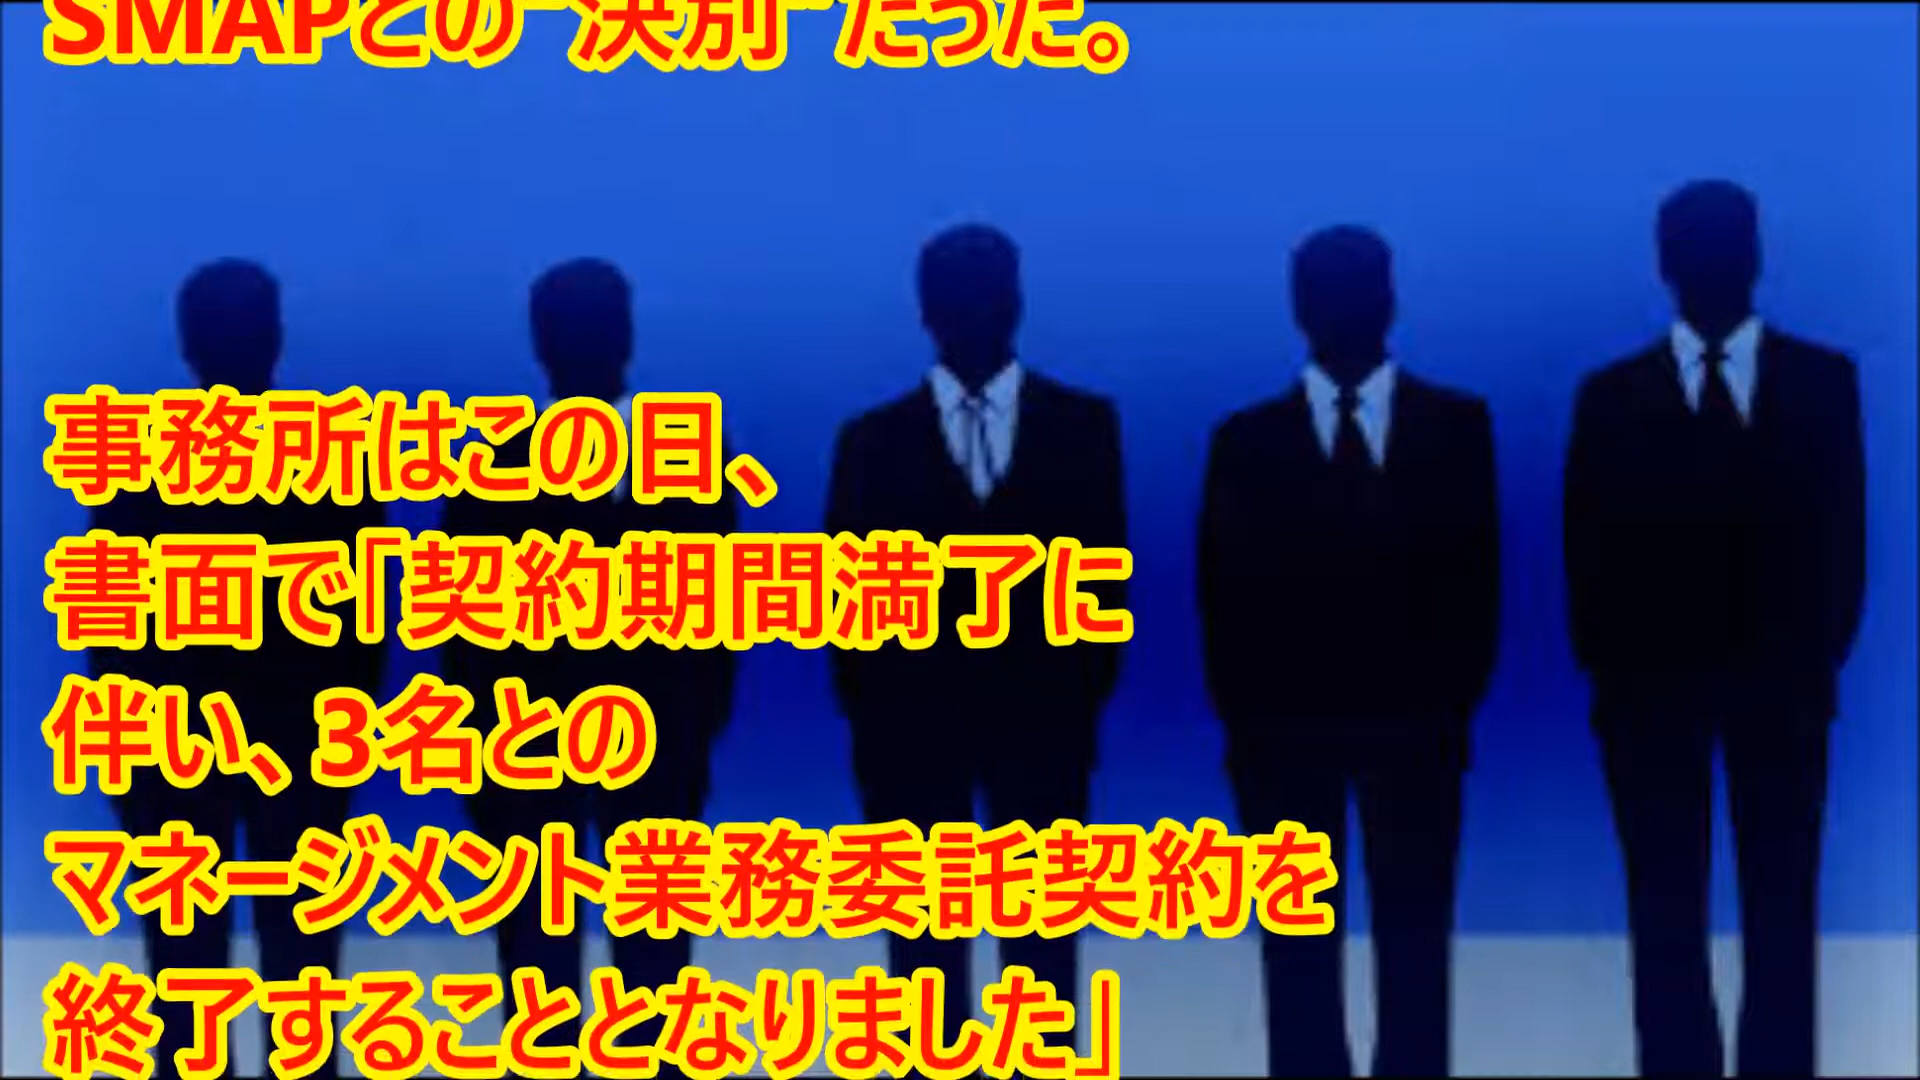 SMAPとの“決別”だった。
事務所はこの日、
書面で「契約期間満了に
伴い、3名との
マネージメント業務委託契約を
終了することとなりました」